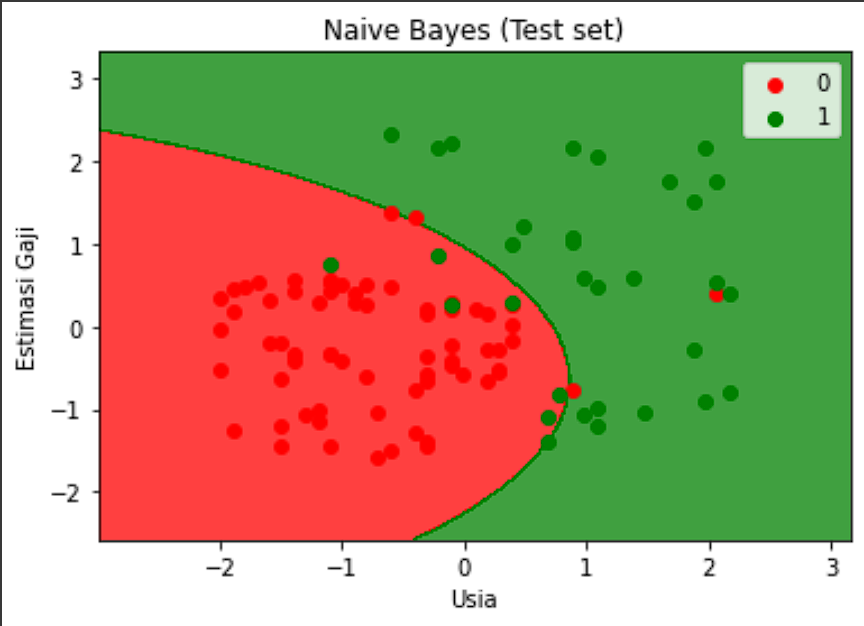 Naive Bayes (Test set)
0
1
Estimasi Gaji
3
2
1
0
−1
−2
−2 −1 0 1 2 3
Usia